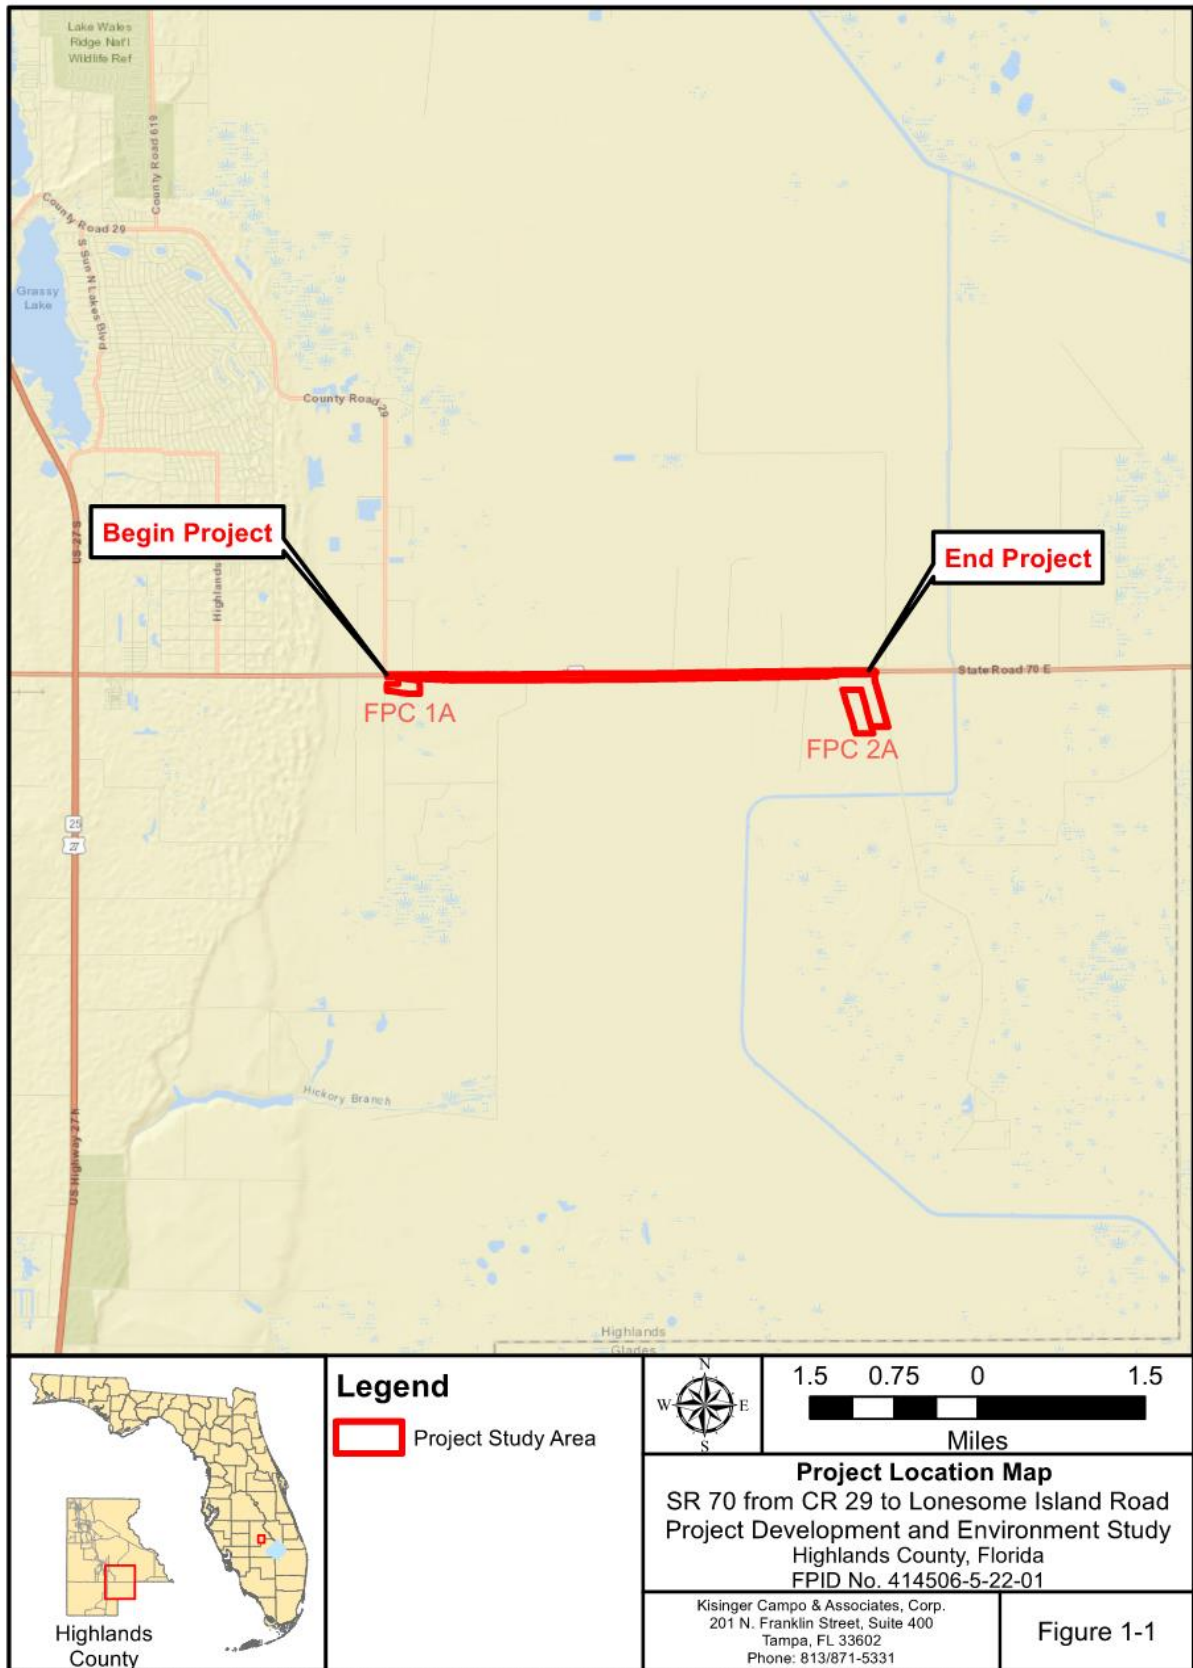 Lake Wales
Ridge Nat'l
Wildlife Ref
County Road 619
County Road 29
S Sun N Lakes Blvd
Grassy
Lake
County Road 29
US 27 S
Begin Project
Highlands
End Project
State Road 70 E
FPC 1A
FPC 2A
25
27
Hickory Branch
US Highway 27 N
Highlands
Glades
Highlands
County
Legend
Project Study Area
N
W
E
S
1.5 0.75 0 1.5
Miles
Project Location Map
SR 70 from CR 29 to Lonesome Island Road
Project Development and Environment Study
Highlands County, Florida
FPID No. 414506-5-22-01
Kisinger Campo & Associates, Corp.
201 N. Franklin Street, Suite 400
Tampa, FL 33602
Phone: 813/871-5331
Figure 1-1